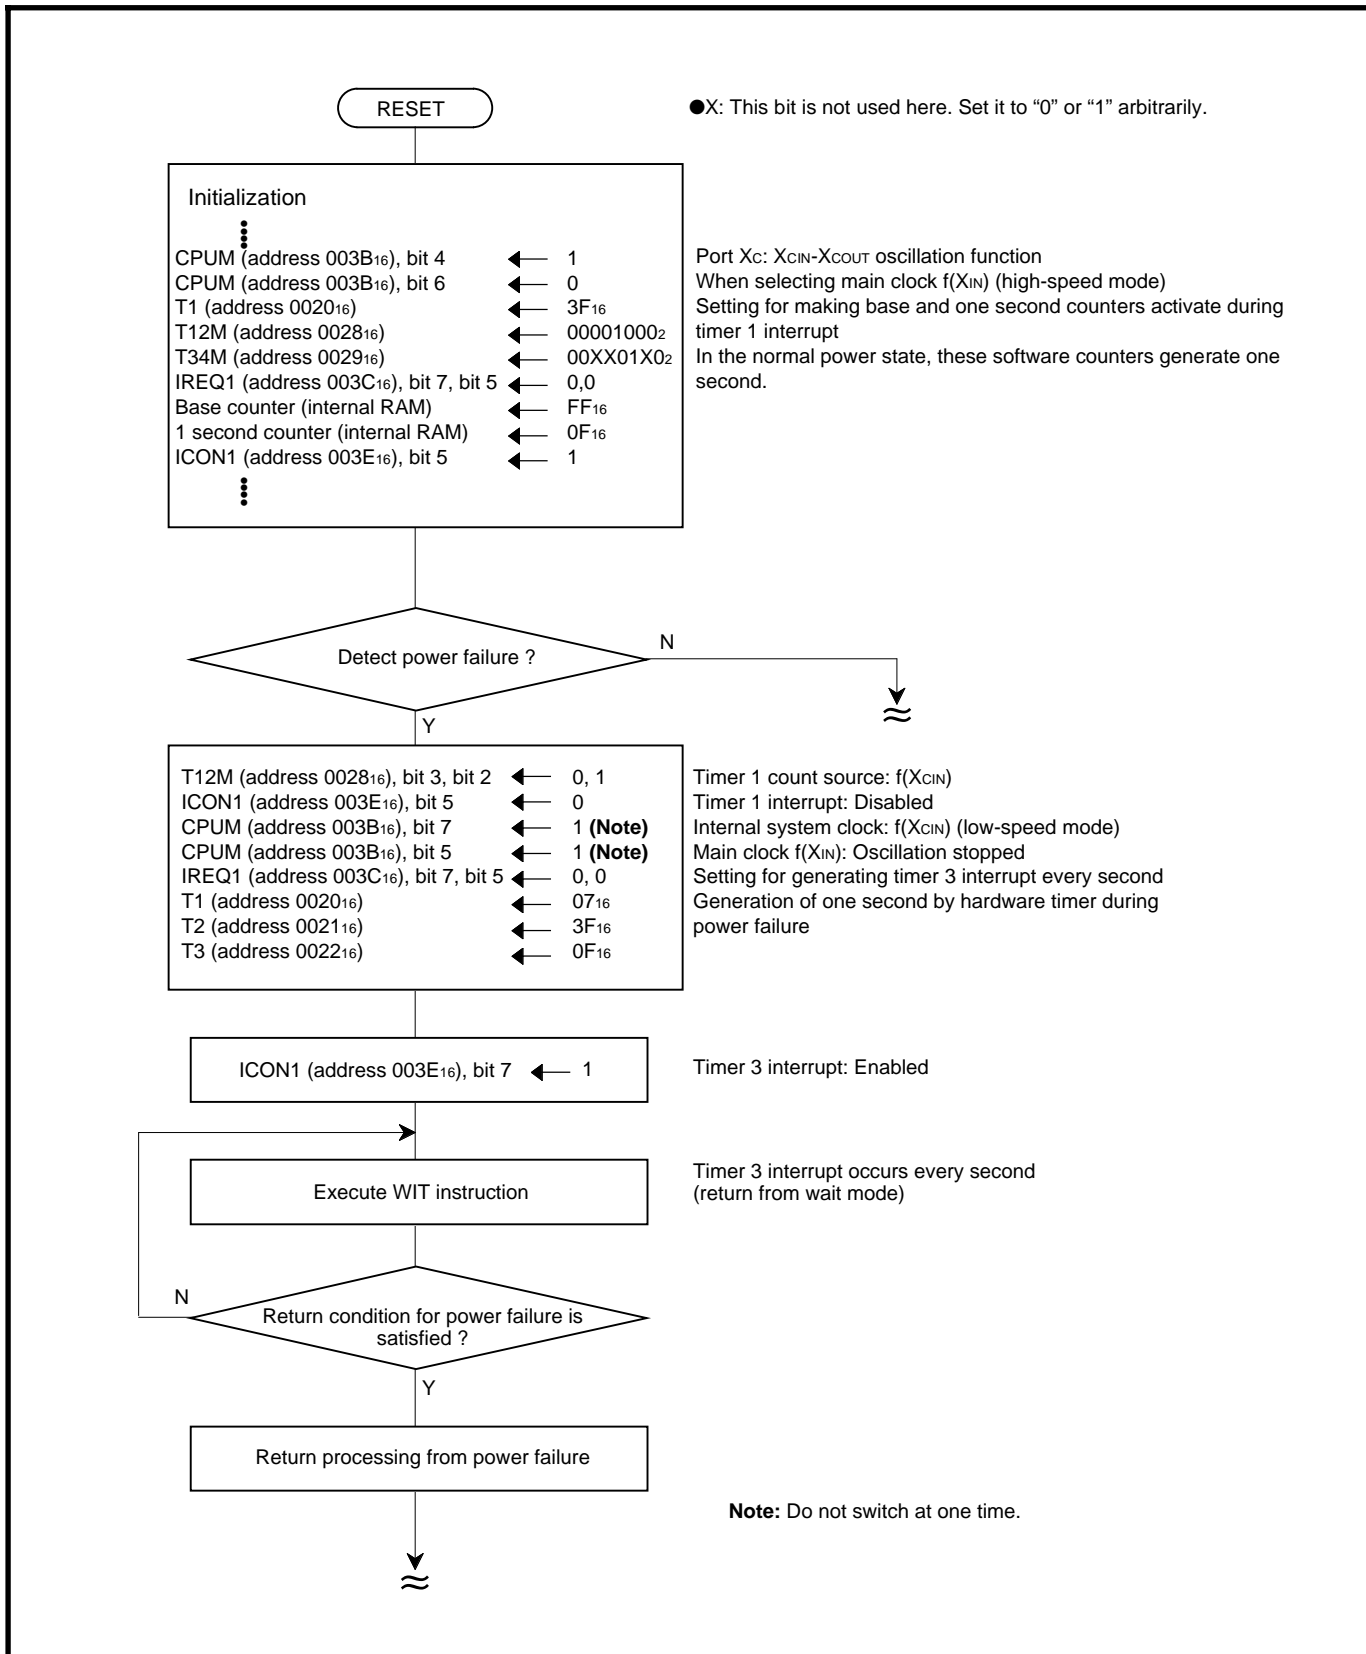 RESET
●X: This bit is not used here. Set it to “0” or “1” arbitrarily.
Initialization
CPUM (address 003B16), bit 4 ← 1
Port XC: XCIN-XCOUT oscillation function
CPUM (address 003B16), bit 6 ← 0
When selecting main clock f(XIN) (high-speed mode)
T1 (address 002016) ← 3F16
Setting for making base and one second counters activate during
T12M (address 002816) ← 000010002
timer 1 interrupt
T34M (address 002916) ← 00XX01X02
In the normal power state, these software counters generate one
IREQ1 (address 003C16), bit 7, bit 5 ← 0,0
second.
Base counter (internal RAM) ← FF16
1 second counter (internal RAM) ← 0F16
ICON1 (address 003E16), bit 5 ← 1
Detect power failure ?
N
Y
T12M (address 002816), bit 3, bit 2 ← 0, 1
Timer 1 count source: f(XCIN)
ICON1 (address 003E16), bit 5 ← 0
Timer 1 interrupt: Disabled
CPUM (address 003B16), bit 7 ← 1 (Note)
Internal system clock: f(XCIN) (low-speed mode)
CPUM (address 003B16), bit 5 ← 1 (Note)
Main clock f(XIN): Oscillation stopped
IREQ1 (address 003C16), bit 7, bit 5 ← 0, 0
Setting for generating timer 3 interrupt every second
T1 (address 002016) ← 0716
Generation of one second by hardware timer during
T2 (address 002116) ← 3F16
power failure
T3 (address 002216) ← 0F16
ICON1 (address 003E16), bit 7 ← 1
Timer 3 interrupt: Enabled
Execute WIT instruction
Timer 3 interrupt occurs every second
(return from wait mode)
N
Return condition for power failure is
satisfied ?
Y
Return processing from power failure
Note: Do not switch at one time.